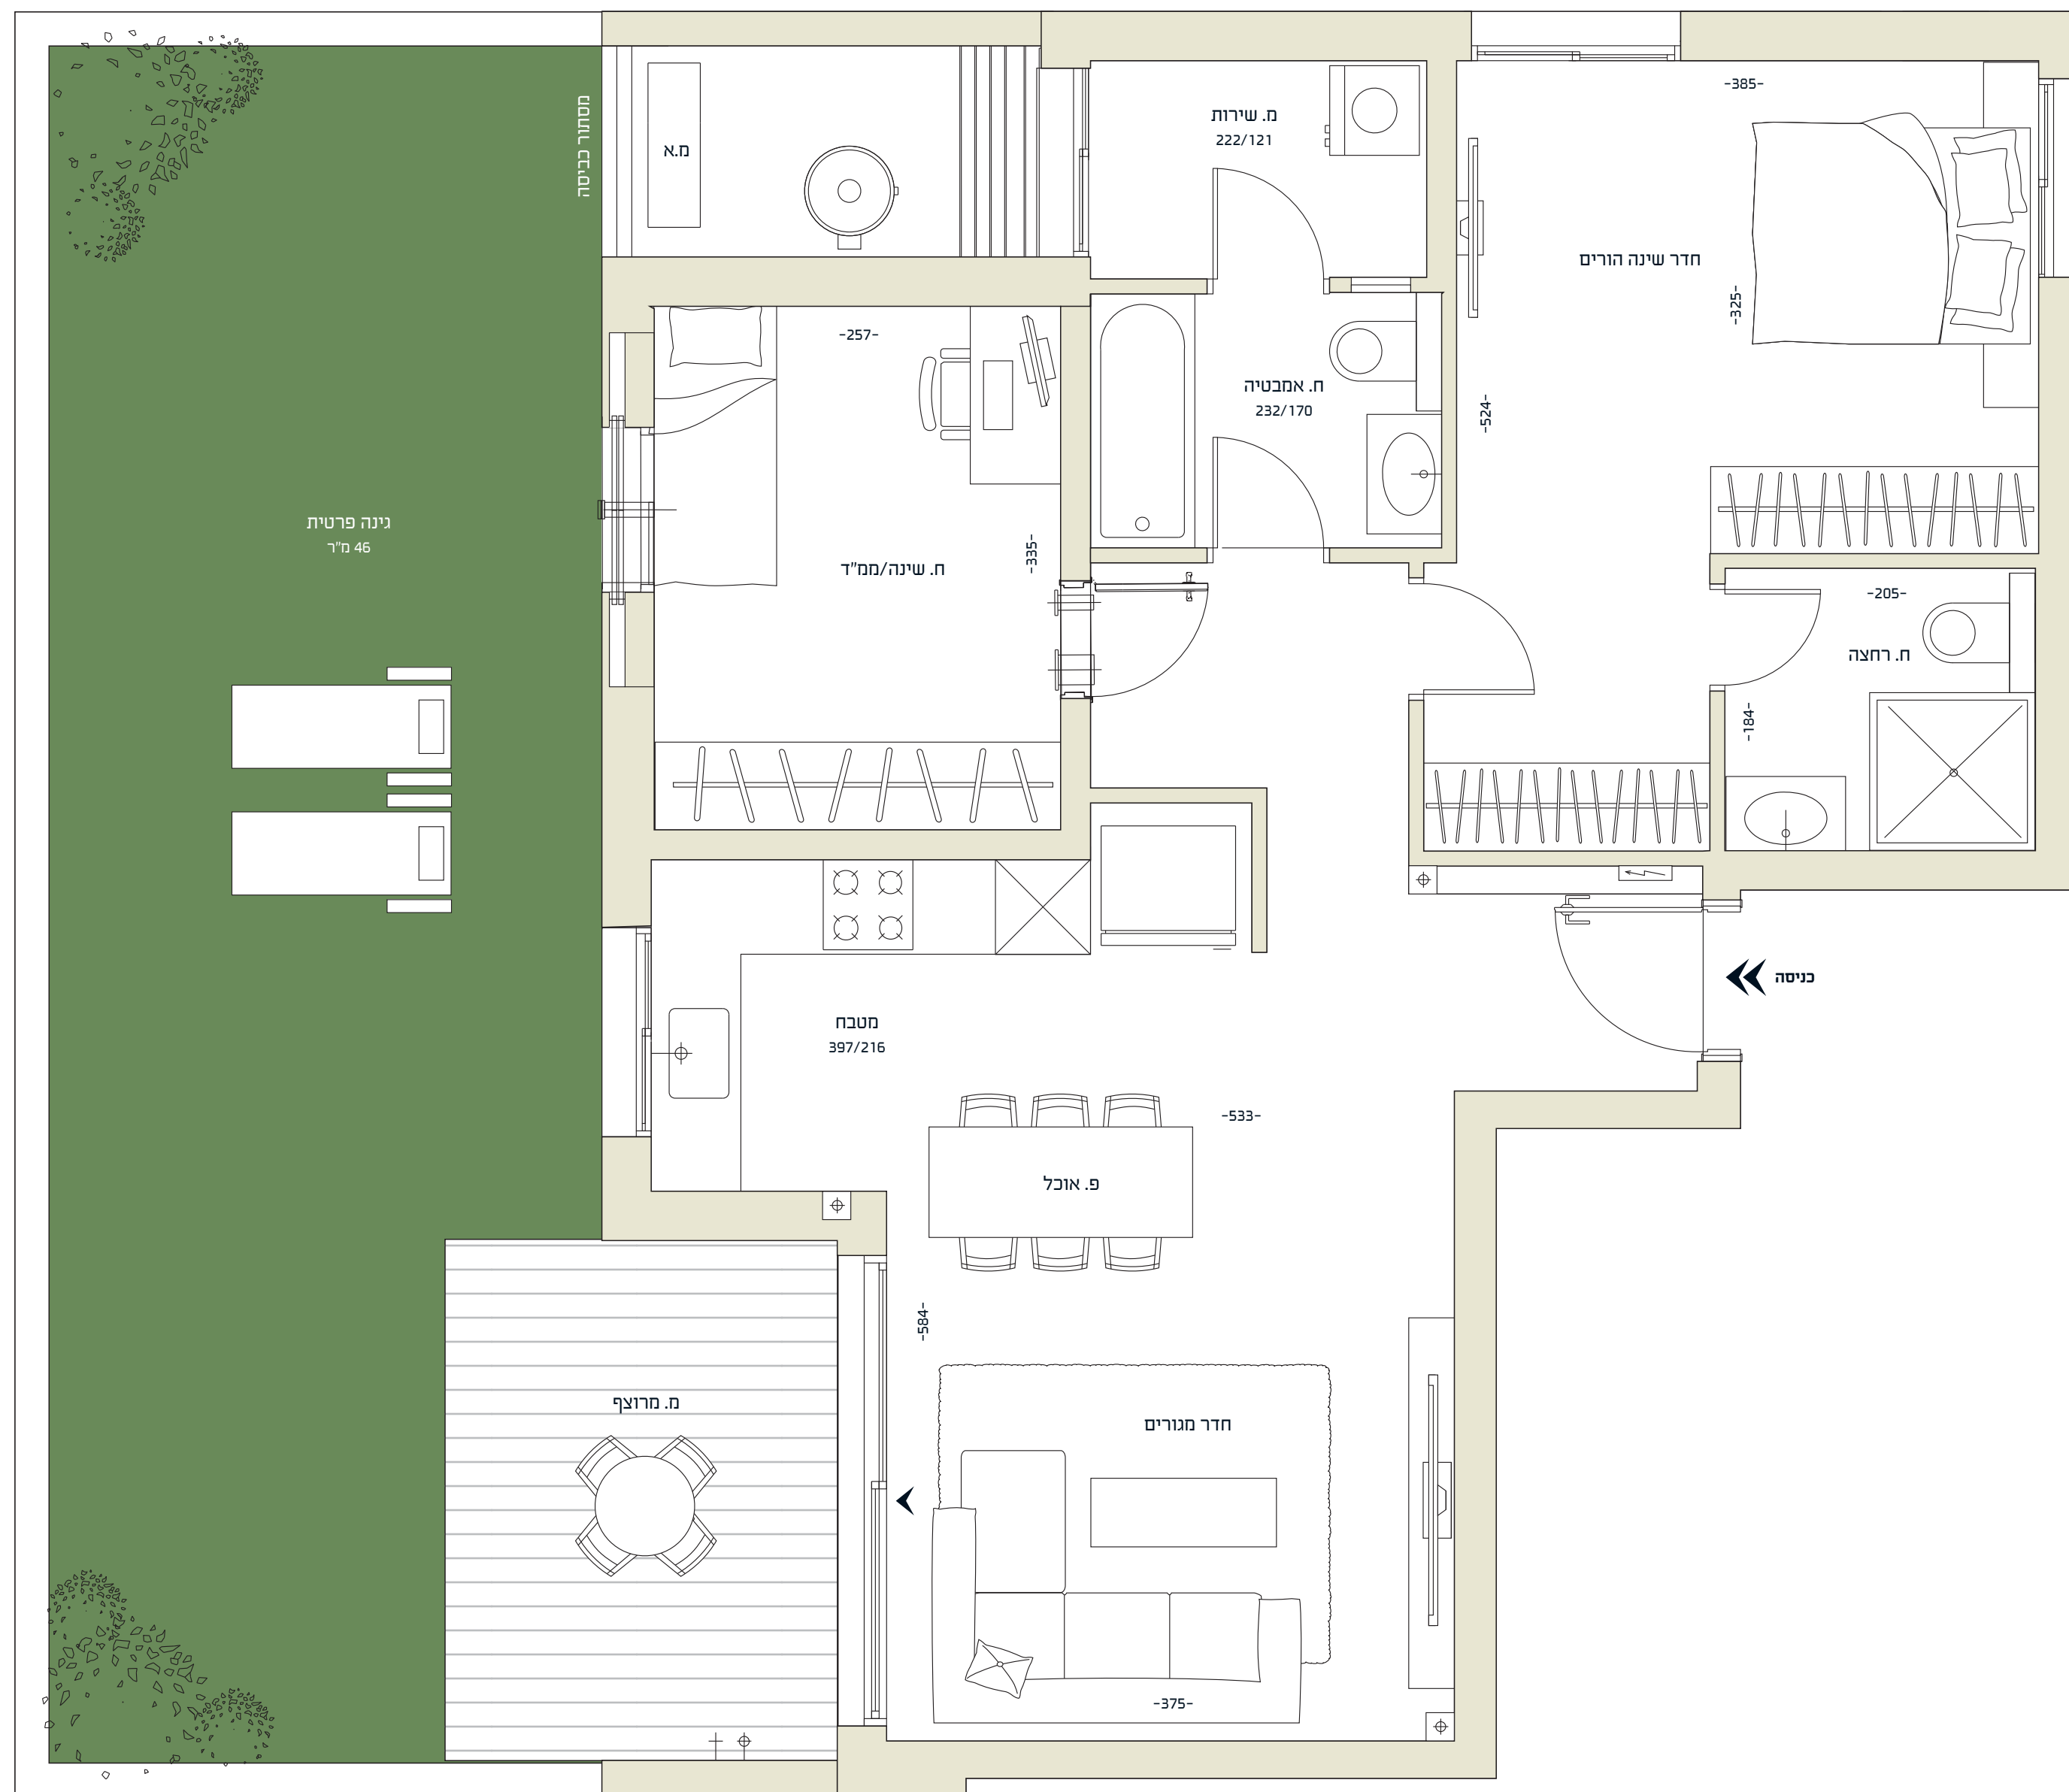 -385-
מ. שירות
222/121
מסתור כביסה
מ.א
חדר שינה הורים
-325-
-257-
ח. אמבטיה
232/170
-524-
גינה פרטית
46 מ"ר
-335-
ח. שינה/ממ"ד
-205-
ח. רחצה
-184-
כניסה
מטבח
397/216
-533-
פ. אוכל
-584-
מ. מרוצף
חדר מגורים
-375-